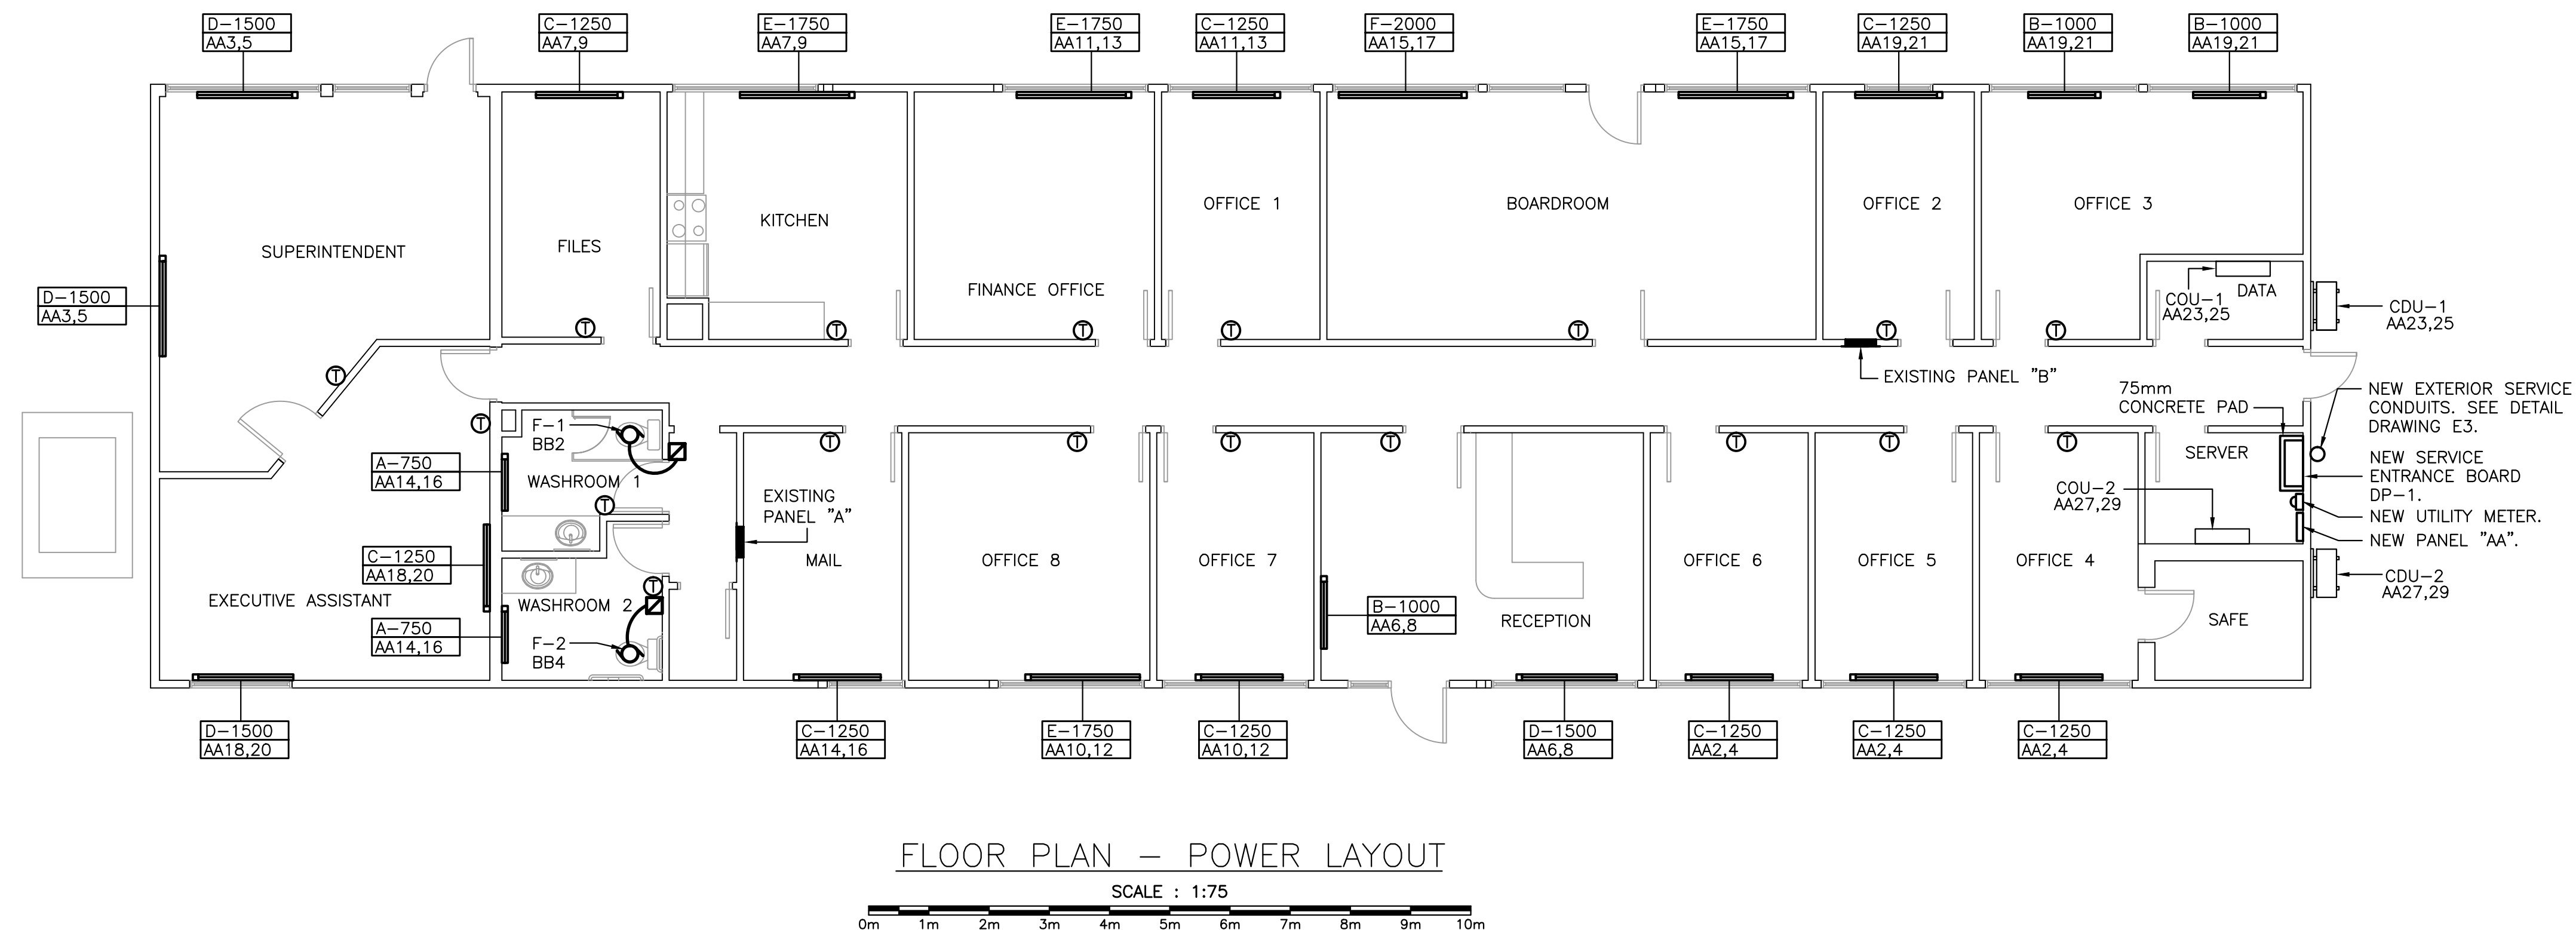 D-1500
AA3,5
C-1250
AA7,9
E-1750
AA7,9
E-1750
AA11,13
C-1250
AA11,13
F-2000
AA15,17
E-1750
AA15,17
C-1250
AA19,21
B-1000
AA19,21
B-1000
AA19,21
SUPERINTENDENT
FILES
KITCHEN
FINANCE OFFICE
OFFICE 1
BOARDROOM
OFFICE 2
OFFICE 3
D-1500
AA3,5
COU-1
AA23,25
DATA
CDU-1
AA23,25
T
T
T
T
T
T
T
T
EXISTING PANEL "B"
75mm
CONCRETE PAD
NEW EXTERIOR SERVICE
CONDUITS. SEE DETAIL
DRAWING E3.
T
F-1
BB2
T
T
T
T
T
T
SERVER
NEW SERVICE
ENTRANCE BOARD
DP-1.
A-750
AA14,16
WASHROOM 1
T
EXISTING
PANEL "A"
COU-2
AA27,29
NEW UTILITY METER.
NEW PANEL "AA".
C-1250
AA18,20
MAIL
OFFICE 8
OFFICE 7
OFFICE 6
OFFICE 5
OFFICE 4
CDU-2
AA27,29
EXECUTIVE ASSISTANT
WASHROOM 2
T
B-1000
AA6,8
RECEPTION
SAFE
A-750
AA14,16
F-2
BB4
D-1500
AA18,20
C-1250
AA14,16
E-1750
AA10,12
C-1250
AA10,12
D-1500
AA6,8
C-1250
AA2,4
C-1250
AA2,4
C-1250
AA2,4
FLOOR PLAN - POWER LAYOUT
SCALE : 1:75
0m 1m 2m 3m 4m 5m 6m 7m 8m 9m 10m